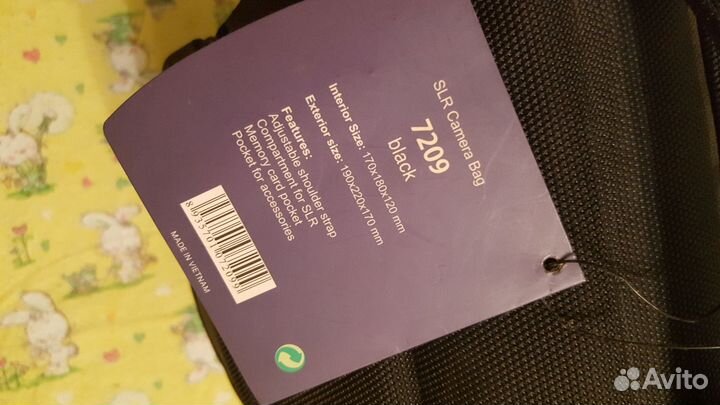 SLR Camera Bag
7209
black
Interior Size: 170x160x120 mm
Exterior size: 190x220x170 mm
Features:
Adjustable shoulder strap
Compartment for SLR
Memory card pocket
Pocket for accessories
MADE IN VIETNAM
Avito